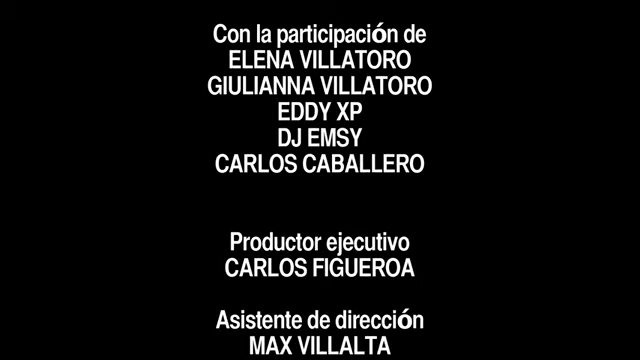 Con la participación de
ELENA VILLATORO
GIULIANNA VILLATORO
EDDY XP
DJ EMSY
CARLOS CABALLERO
Productor ejecutivo
CARLOS FIGUEROA
Asistente de dirección
MAX VILLALTA